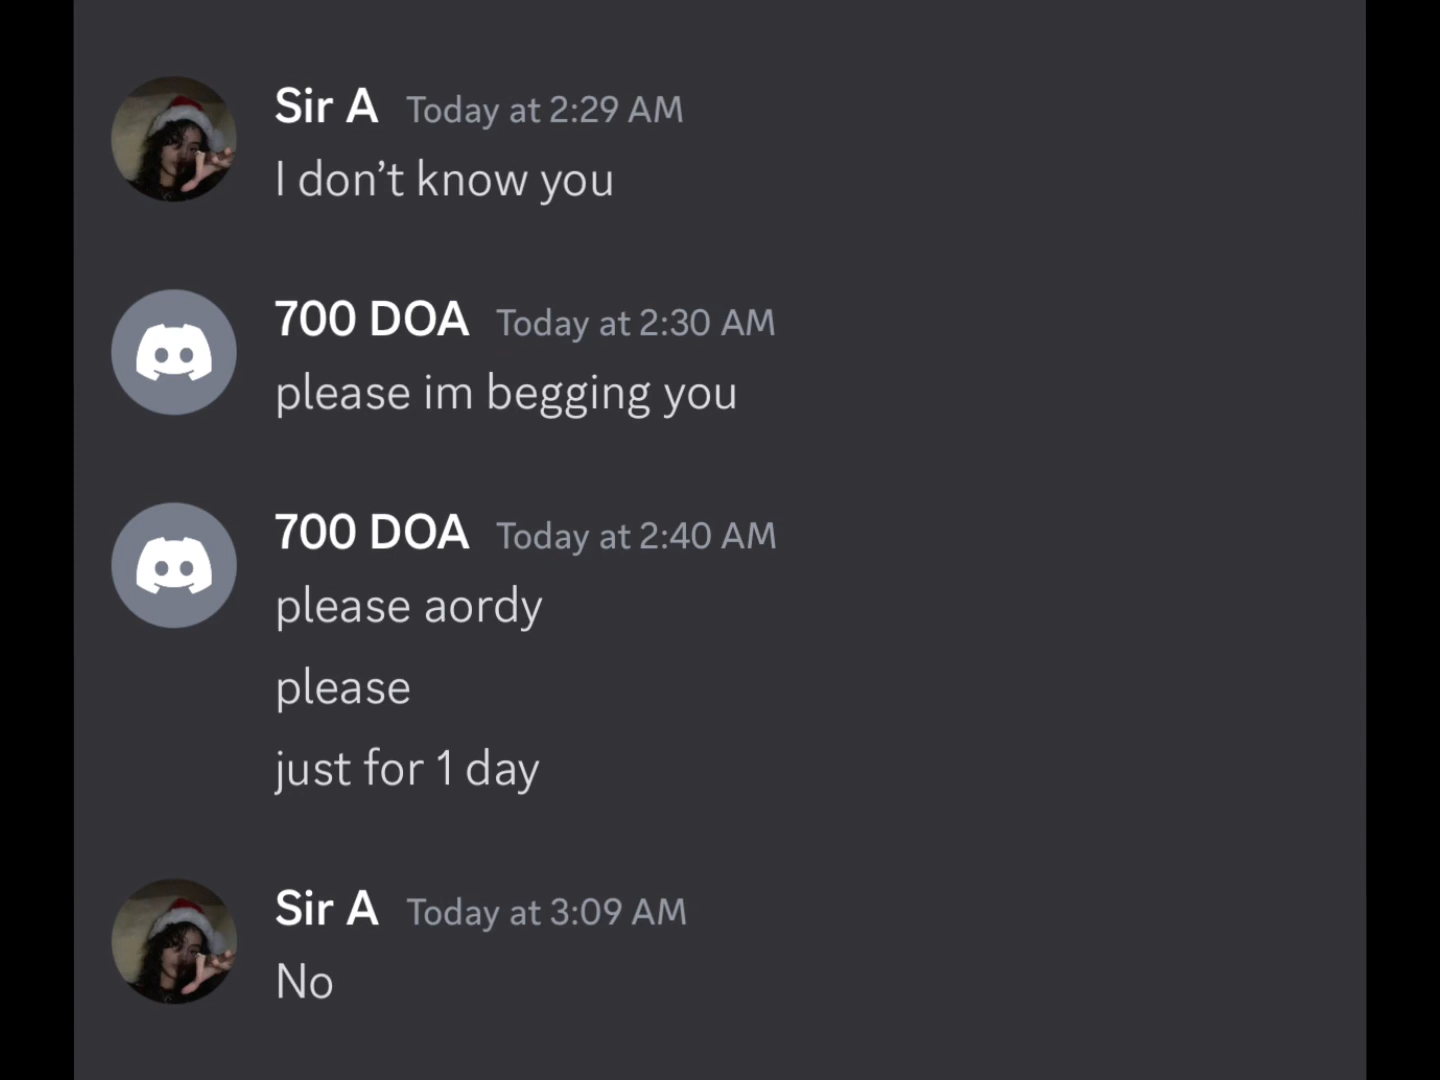 Sir A Today at 2:29 AM
I don’t know you
700 DOA Today at 2:30 AM
please im begging you
700 DOA Today at 2:40 AM
please aordy
please
just for 1 day
Sir A Today at 3:09 AM
No